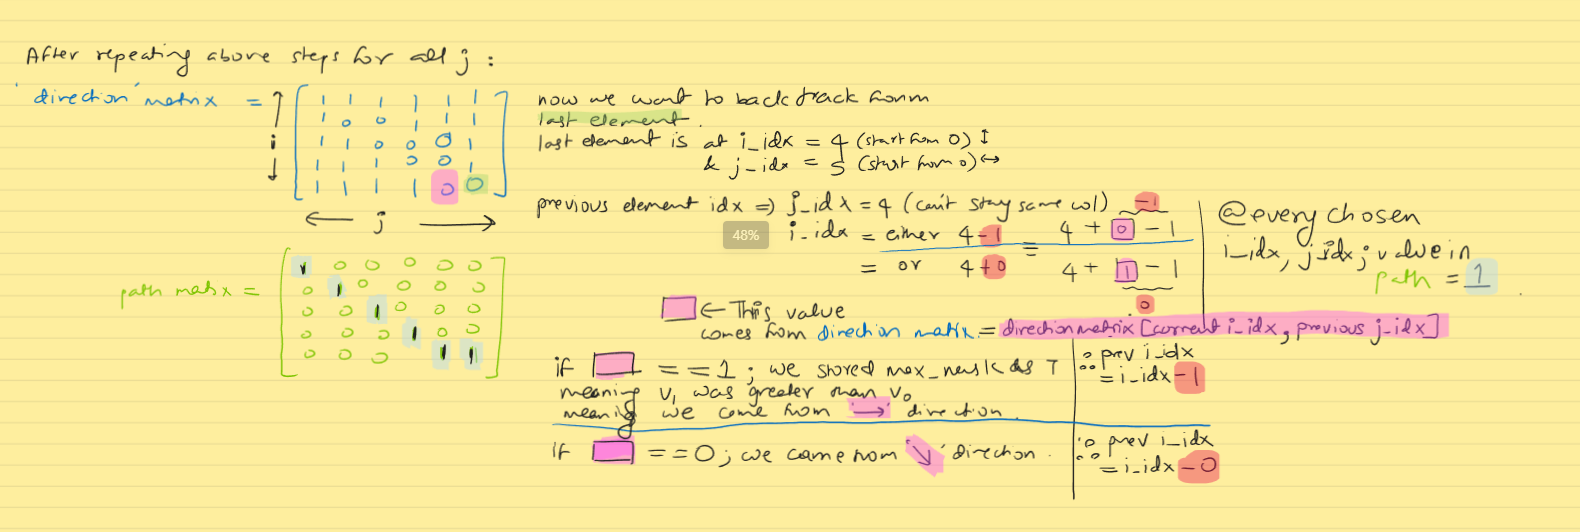 After repeating above steps for all j :
'direction' matrix =
1 1 1 1 1 1
1 0 0 1 1 1
1 1 0 0 0 1
1 1 1 0 0 1
1 1 1 1 0 0
i
j
path matrix =
1 0 0 0 0 0
0 1 0 0 0 0
0 0 1 0 0 0
0 0 0 1 0 0
0 0 0 1 1
now we want to backtrack from
last element.
last element is at i_idx = 4 (start from 0) ↕
& j_idx = 5 (start from 0) ↔
previous element idx => j_idx = 4 (can't stay same col)
i_idx = either 4-1 = 4 + 0 - 1
-1
= or 4+0 4 + 1 - 1
0
48%
@every chosen
i_idx, j_idx; value in
path = 1
← This value
comes from direction matrix = direction matrix [current i_idx, previous j_idx]
if == 1 ; we stored max_mask as 1
meaning v1 was greater than v0
meaning we came from → direction.
∴ prev i_idx
= i_idx - 1
if == 0 ; we came from ↘ direction.
∴ prev i_idx
= i_idx - 0